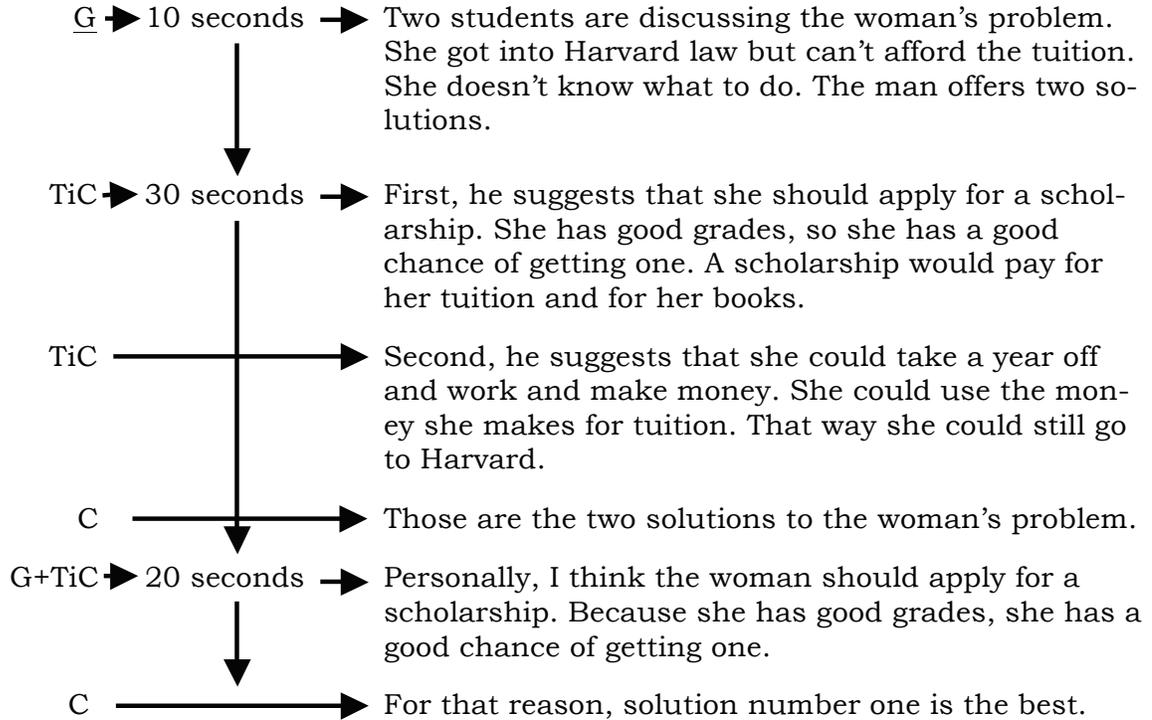 G 10 seconds Two students are discussing the woman's problem.
She got into Harvard law but can't afford the tuition.
She doesn't know what to do. The man offers two so-
lutions.
TiC 30 seconds First, he suggests that she should apply for a schol-
arship. She has good grades, so she has a good
chance of getting one. A scholarship would pay for
her tuition and for her books.
TiC Second, he suggests that she could take a year off
and work and make money. She could use the mon-
ey she makes for tuition. That way she could still go
to Harvard.
C Those are the two solutions to the woman's problem.
G+TiC 20 seconds Personally, I think the woman should apply for a
scholarship. Because she has good grades, she has a
good chance of getting one.
C For that reason, solution number one is the best.